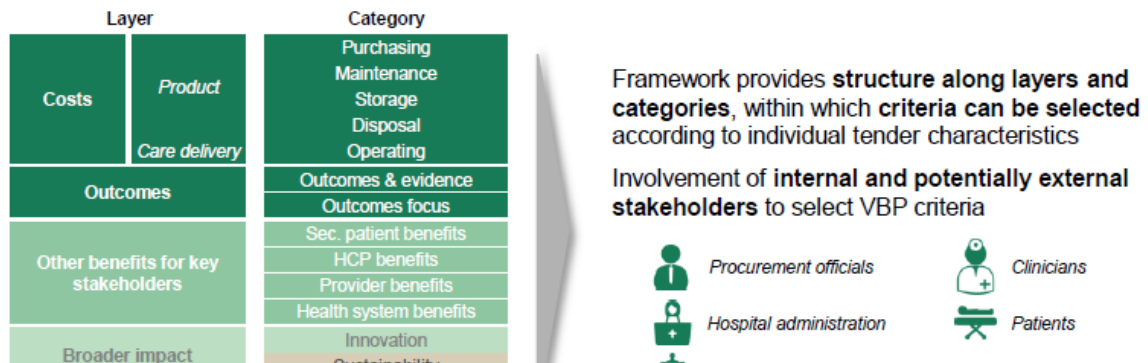 Layer
Category
Costs
Product
Care delivery
Purchasing
Maintenance
Storage
Disposal
Operating
Outcomes
Outcomes & evidence
Outcomes focus
Other benefits for key
stakeholders
Sec. patient benefits
HCP benefits
Provider benefits
Health system benefits
Broader impact
Innovation
Sustainability
Framework provides structure along layers and
categories, within which criteria can be selected
according to individual tender characteristics
Involvement of internal and potentially external
stakeholders to select VBP criteria
Procurement officials
Clinicians
Hospital administration
Patients